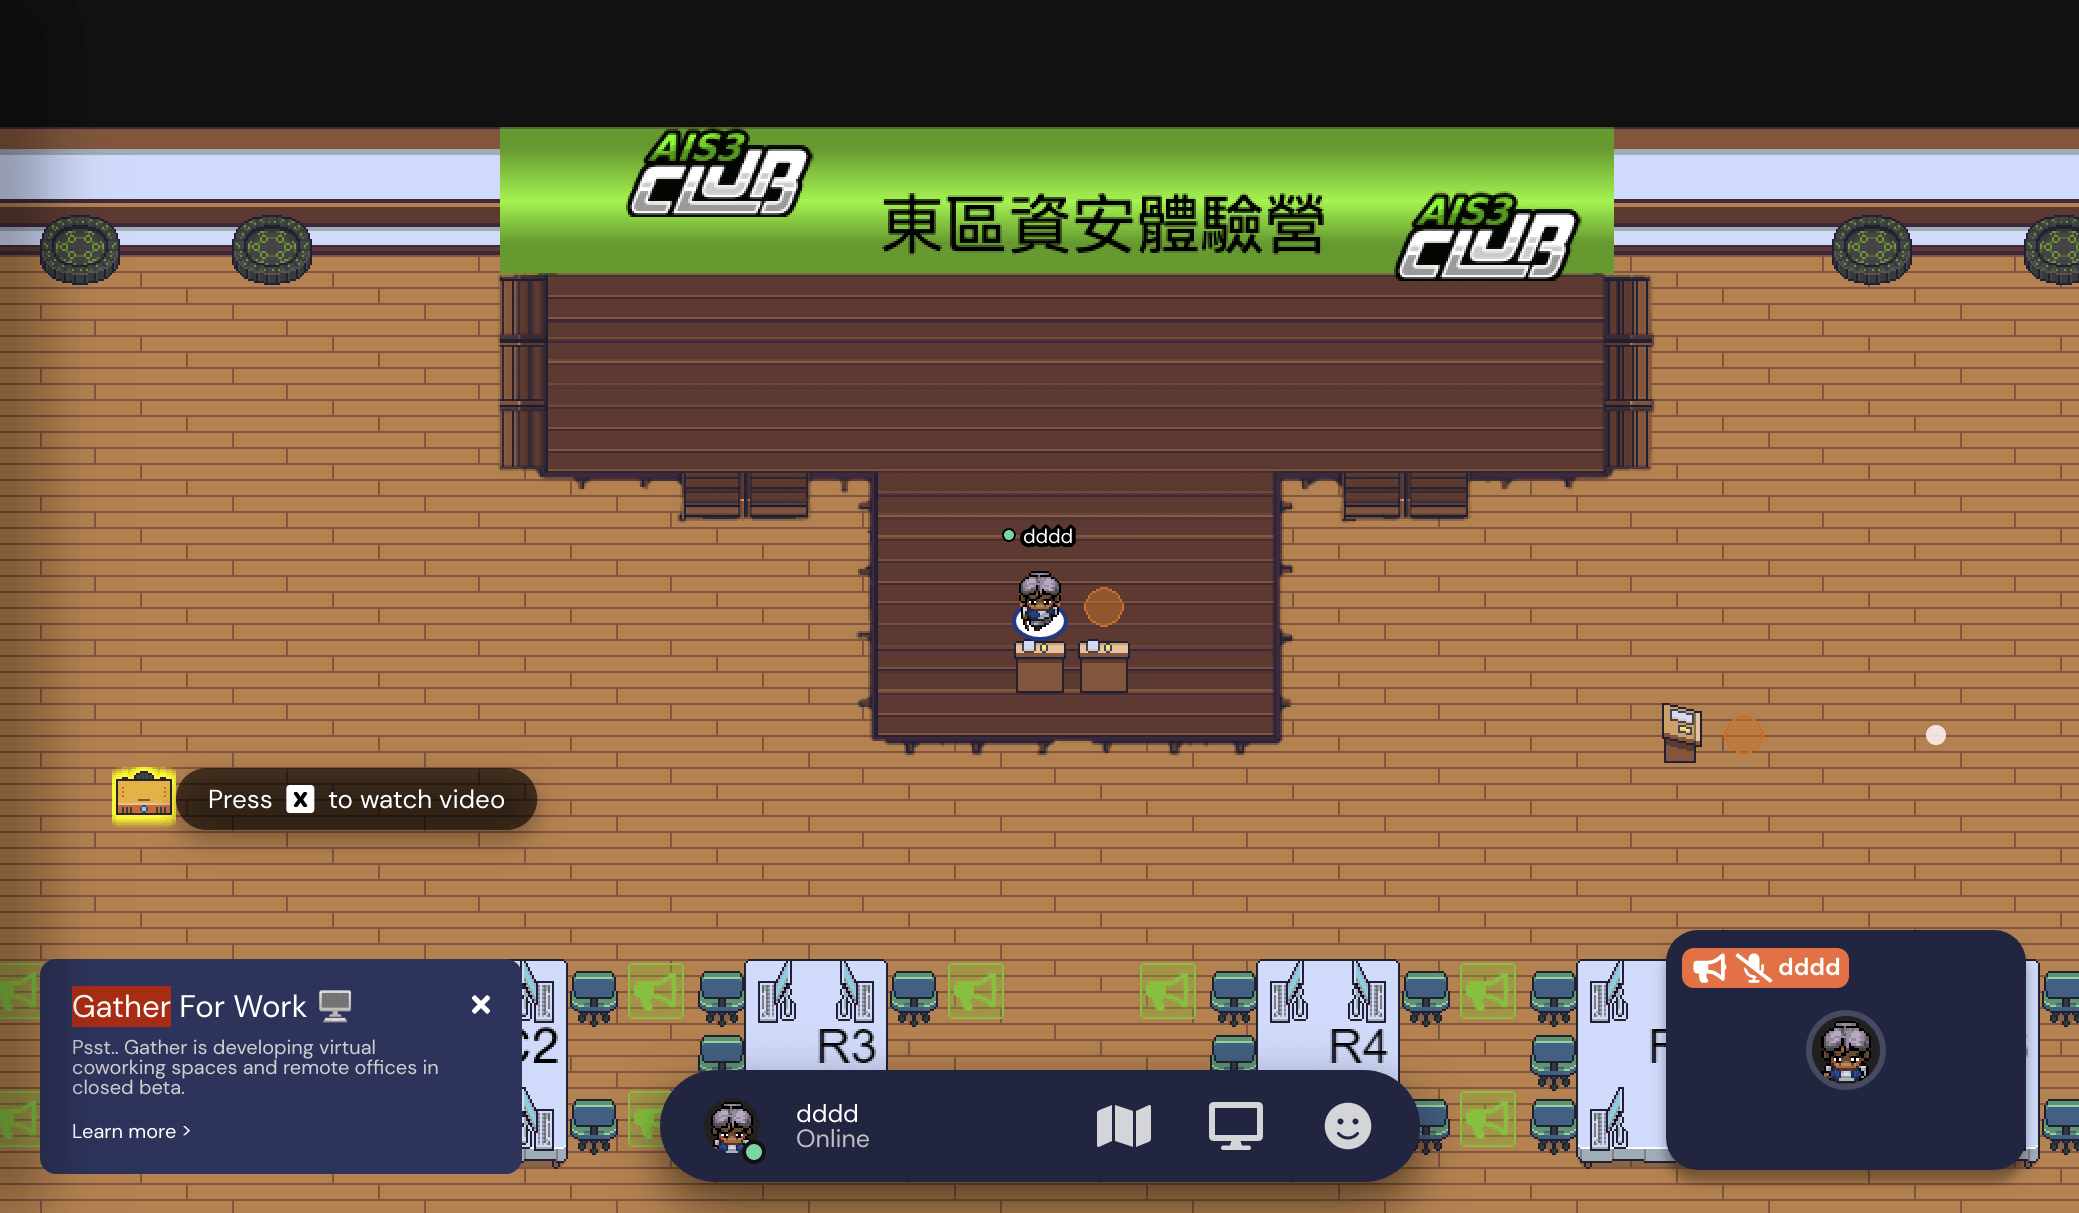 AIS3
CLUB
東區資安體驗營
AIS3
CLUB
dddd
Press X to watch video
Gather For Work
Psst.. Gather is developing virtual
coworking spaces and remote offices in
closed beta.
Learn more >
R3
R4
dddd
Online
dddd